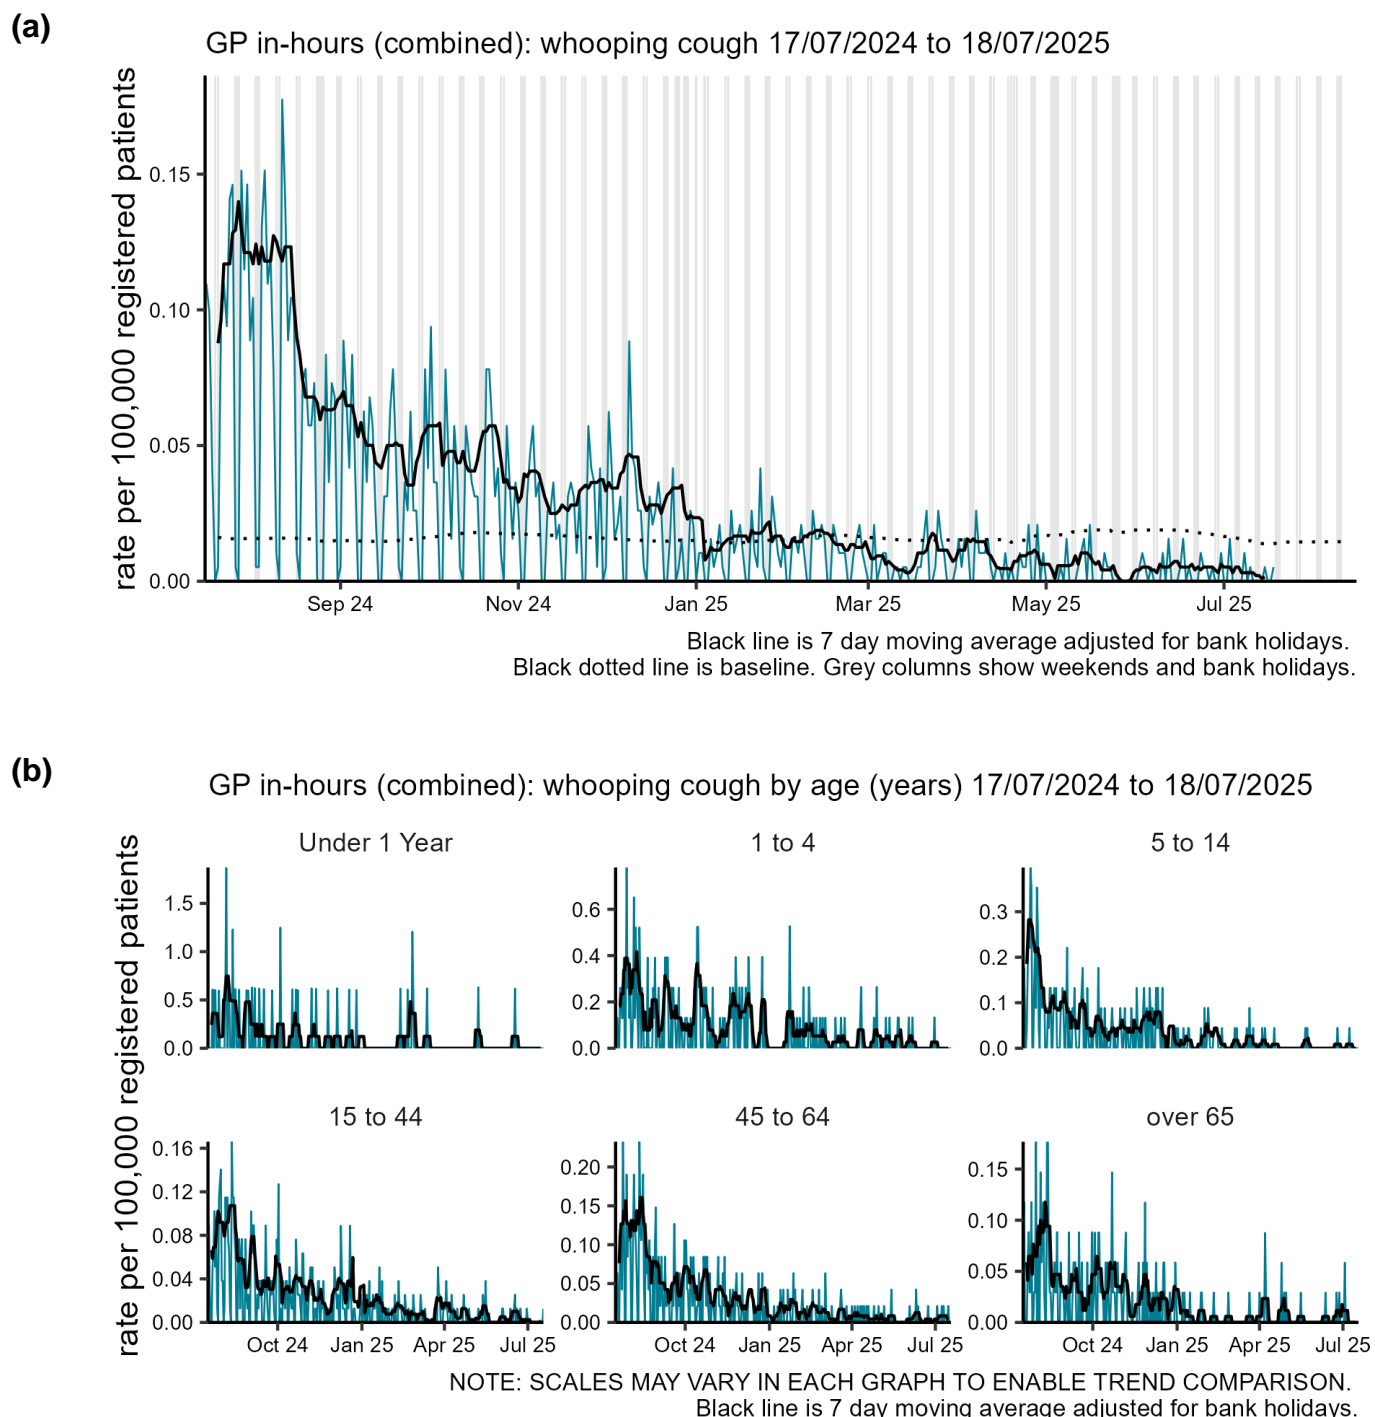 (a)
GP in-hours (combined): whooping cough 17/07/2024 to 18/07/2025
rate per 100,000 registered patients
0.15
0.10
0.05
0.00
Sep 24 Nov 24 Jan 25 Mar 25 May 25 Jul 25
Black line is 7 day moving average adjusted for bank holidays.
Black dotted line is baseline. Grey columns show weekends and bank holidays.
(b)
GP in-hours (combined): whooping cough by age (years) 17/07/2024 to 18/07/2025
rate per 100,000 registered patients
Under 1 Year
1.5
1.0
0.5
0.0
1 to 4
0.6
0.4
0.2
0.0
5 to 14
0.3
0.2
0.1
0.0
15 to 44
0.16
0.12
0.08
0.04
0.00
Oct 24 Jan 25 Apr 25 Jul 25
45 to 64
0.20
0.15
0.10
0.05
0.00
Oct 24 Jan 25 Apr 25 Jul 25
over 65
0.15
0.10
0.05
0.00
Oct 24 Jan 25 Apr 25 Jul 25
NOTE: SCALES MAY VARY IN EACH GRAPH TO ENABLE TREND COMPARISON.
Black line is 7 day moving average adjusted for bank holidays.